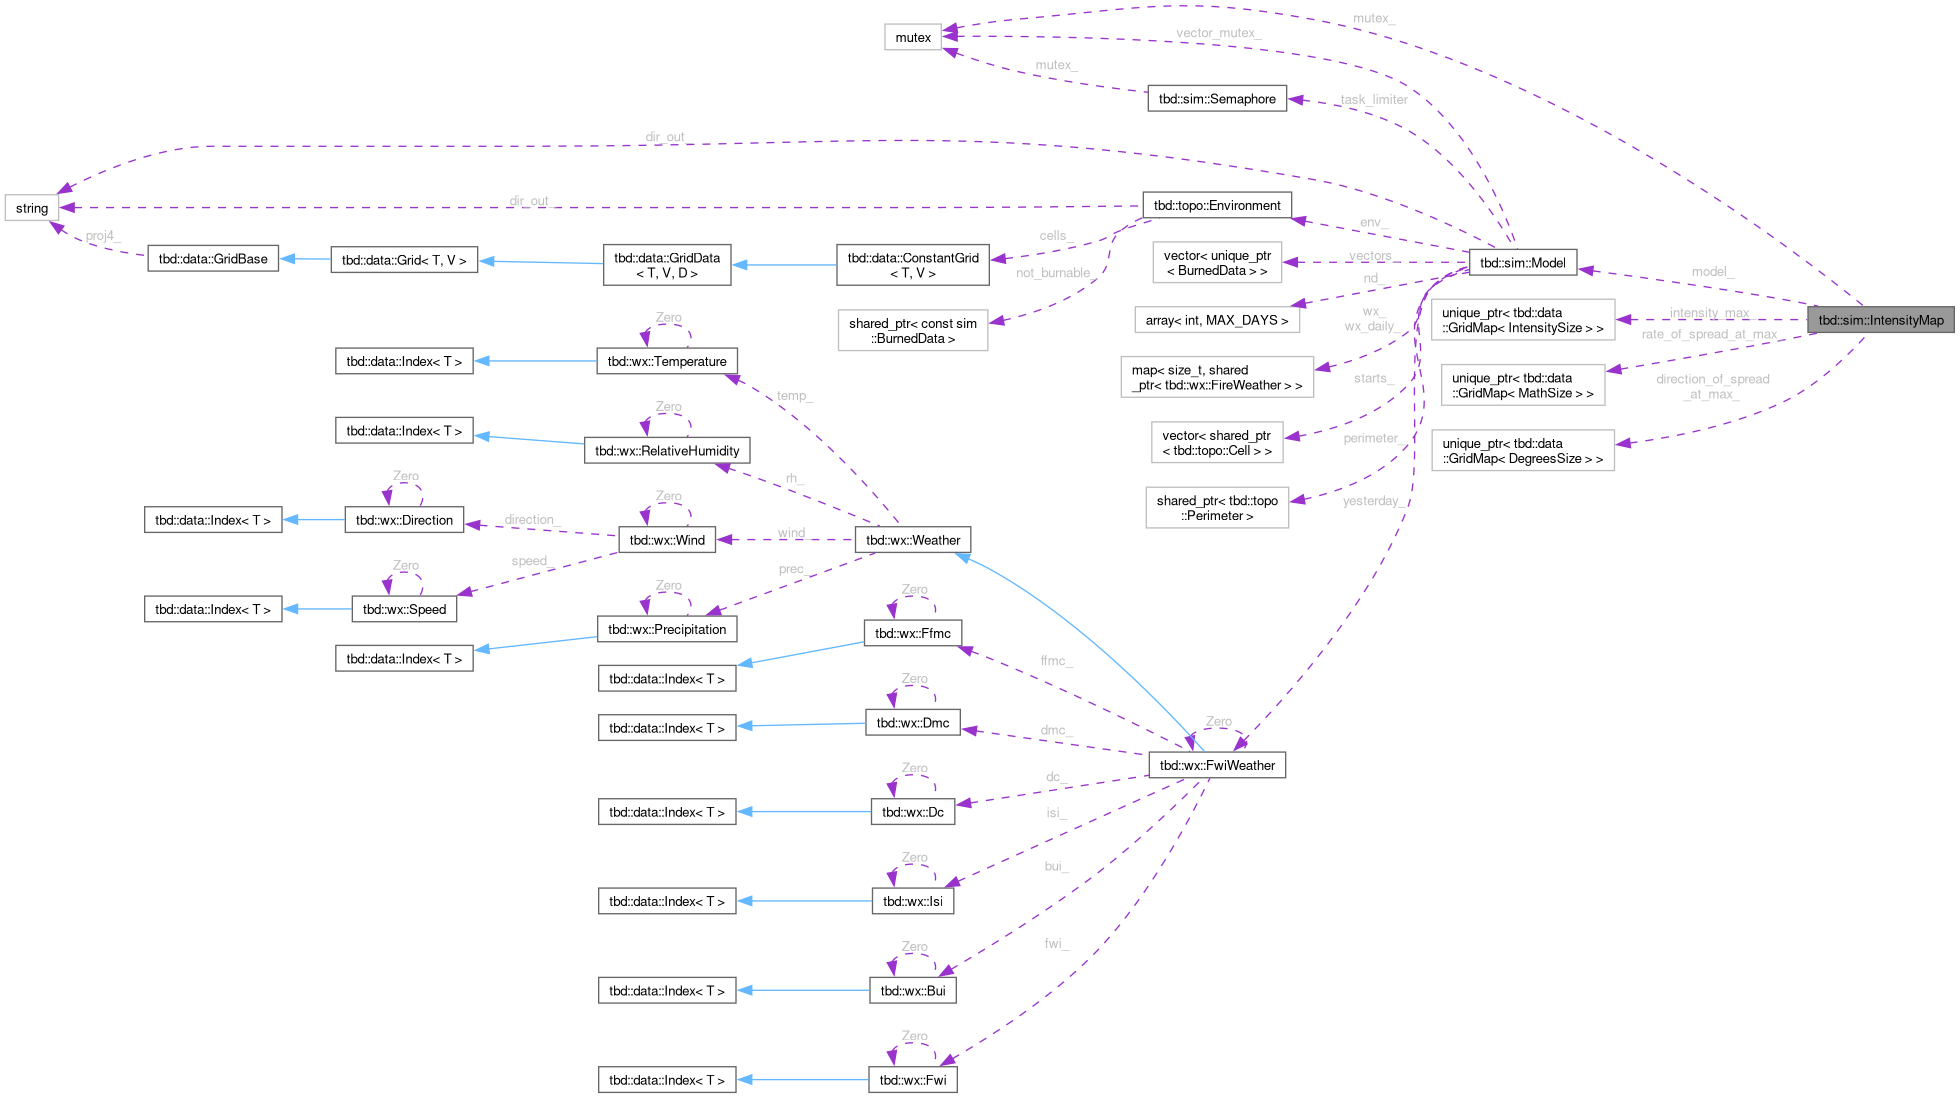 mutex_
mutex
vector_mutex_
mutex_
tbd::sim::Semaphore
task_limiter
dir_out_
string
dir_out_
tbd::topo::Environment
env_
proj4_
tbd::data::GridBase
tbd::data::Grid< T, V >
tbd::data::GridData
< T, V, D >
tbd::data::ConstantGrid
< T, V >
cells_
not_burnable_
vector< unique_ptr
< BurnedData > >
vectors
tbd::sim::Model
model_
nd_
array< int, MAX_DAYS >
shared_ptr< const sim
::BurnedData >
wx_
wx_daily_
unique_ptr< tbd::data
::GridMap< IntensitySize > >
intensity_max_
tbd::sim::IntensityMap
rate_of_spread_at_max_
map< size_t, shared
_ptr< tbd::wx::FireWeather > >
unique_ptr< tbd::data
::GridMap< MathSize > >
direction_of_spread
_at_max_
starts_
vector< shared_ptr
< tbd::topo::Cell > >
perimeter_
unique_ptr< tbd::data
::GridMap< DegreesSize > >
shared_ptr< tbd::topo
::Perimeter >
yesterday_
Zero
tbd::data::Index< T >
tbd::wx::Temperature
temp_
Zero
tbd::data::Index< T >
tbd::wx::RelativeHumidity
rh_
Zero
tbd::data::Index< T >
tbd::wx::Direction
direction_
Zero
tbd::wx::Wind
wind_
tbd::wx::Weather
speed_
Zero
tbd::data::Index< T >
tbd::wx::Speed
prec_
Zero
tbd::wx::Precipitation
tbd::data::Index< T >
Zero
tbd::wx::Ffmc
ffmc_
tbd::data::Index< T >
Zero
tbd::data::Index< T >
tbd::wx::Dmc
dmc_
Zero
tbd::wx::FwiWeather
Zero
tbd::data::Index< T >
tbd::wx::Dc
dc_
Zero
tbd::data::Index< T >
tbd::wx::Isi
isi_
Zero
tbd::data::Index< T >
tbd::wx::Bui
bui_
Zero
tbd::data::Index< T >
tbd::wx::Fwi
fwi_